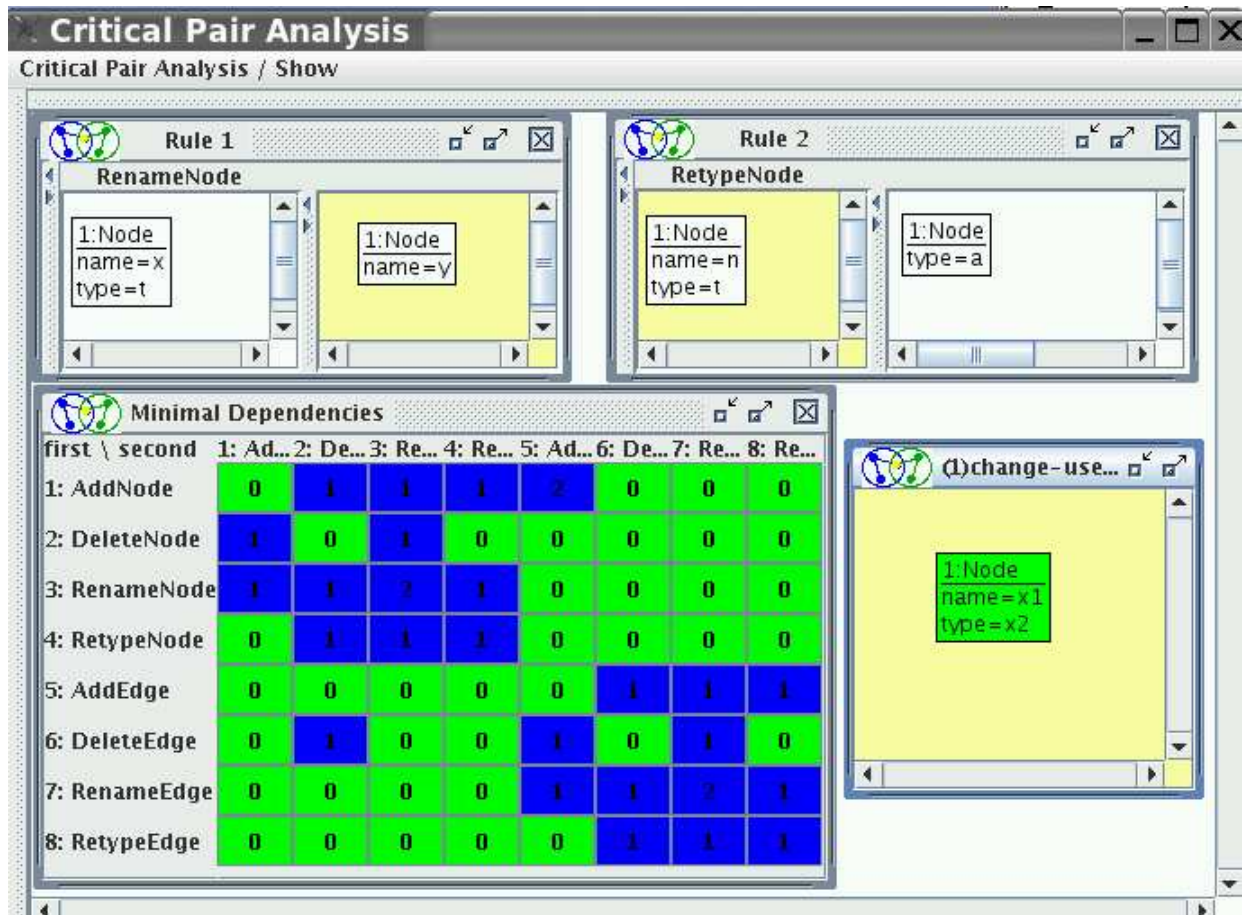 Critical Pair Analysis
Critical Pair Analysis / Show
Rule 1
RenameNode
1:Node
name=x
type=t
1:Node
name=y
Rule 2
RetypeNode
1:Node
name=n
type=t
1:Node
type=a
Minimal Dependencies
first \ second 1: Ad... 2: De... 3: Re... 4: Re... 5: Ad... 6: De... 7: Re... 8: Re...
1: AddNode 0 1 1 1 2 0 0 0
2: DeleteNode 1 0 1 0 0 0 0 0
3: RenameNode 1 1 2 1 0 0 0 0
4: RetypeNode 0 1 1 1 0 0 0 0
5: AddEdge 0 0 0 0 0 1 1 1
6: DeleteEdge 0 1 0 0 1 0 1 0
7: RenameEdge 0 0 0 0 1 1 2 1
8: RetypeEdge 0 0 0 0 0 1 1 1
(1)change-use...
1:Node
name=x1
type=x2